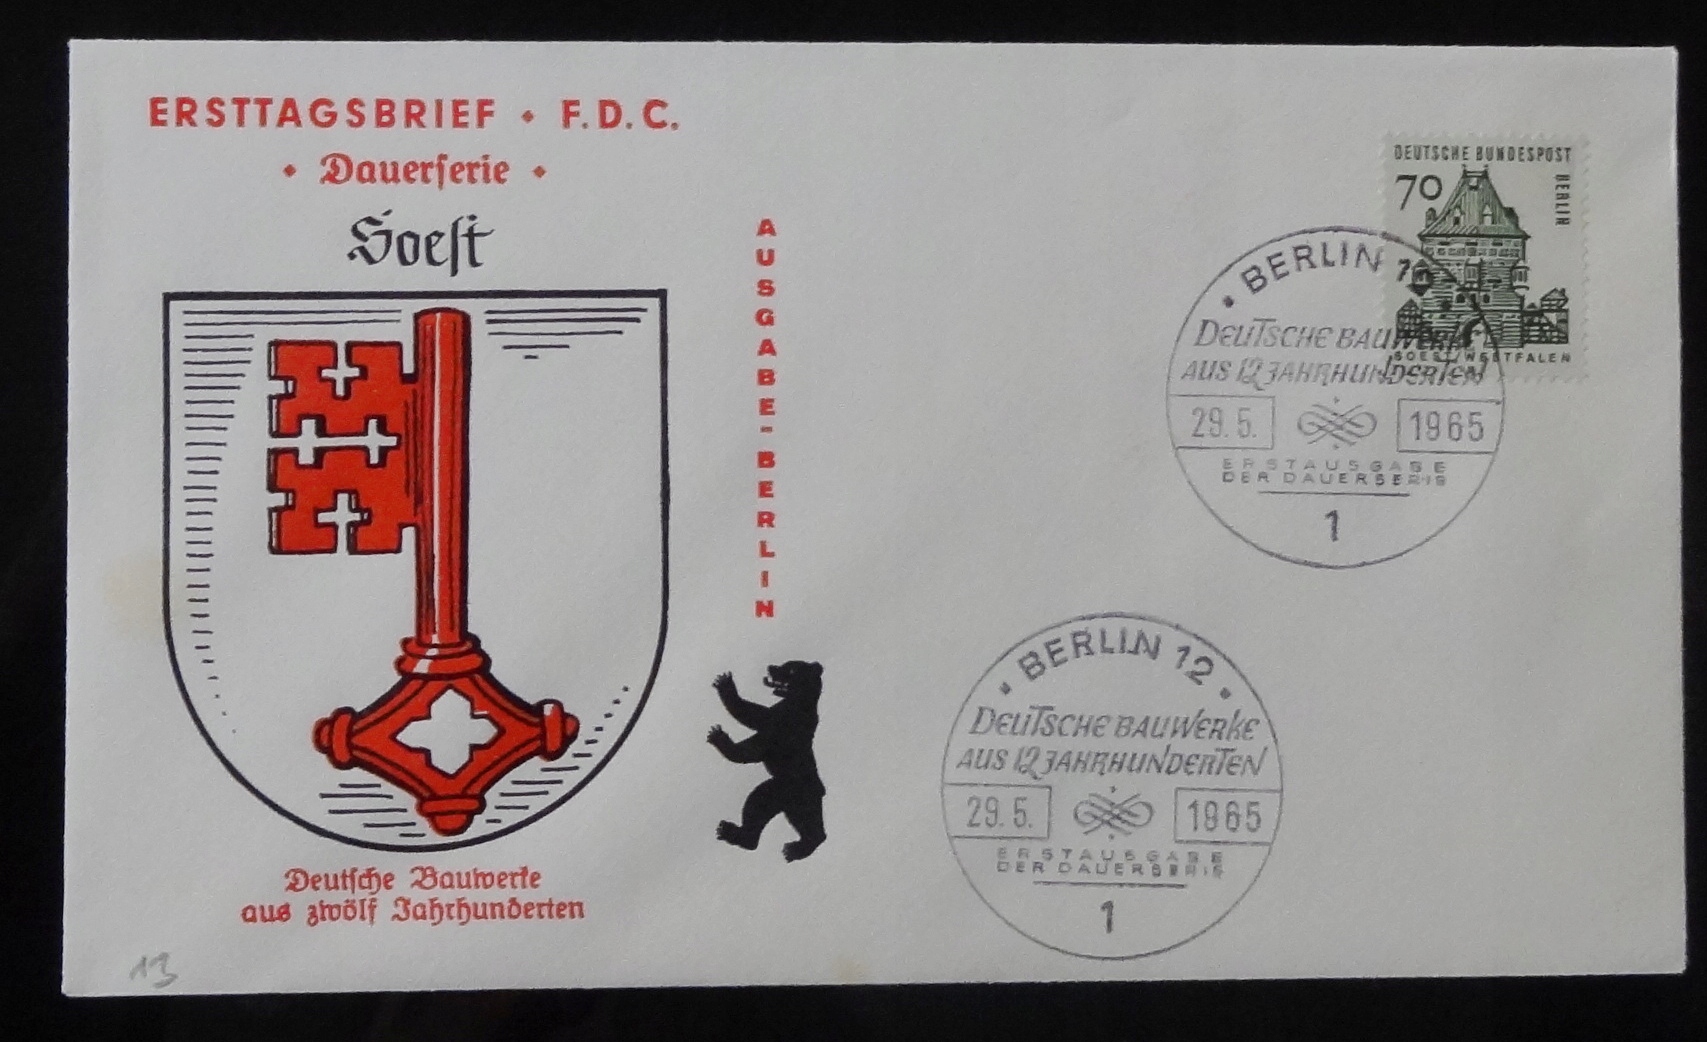 ERSTTAGSBRIEF · F.D.C.
· Dauerserie ·
Soest
AUSGABE-BERLIN
Deutsche Bauwerke
aus zwölf Jahrhunderten
13
DEUTSCHE BUNDESPOST
BERLIN
70
SOEST/WESTFALEN
· BERLIN 12
DEUTSCHE BAUWERKE
AUS 12 JAHRHUNDERTEN
29.5. 1965
ERSTAUSGABE
DER DAUERSERIE
1
· BERLIN 12 ·
DEUTSCHE BAUWERKE
AUS 12 JAHRHUNDERTEN
29.5. 1965
ERSTAUSGABE
DER DAUERSERIE
1